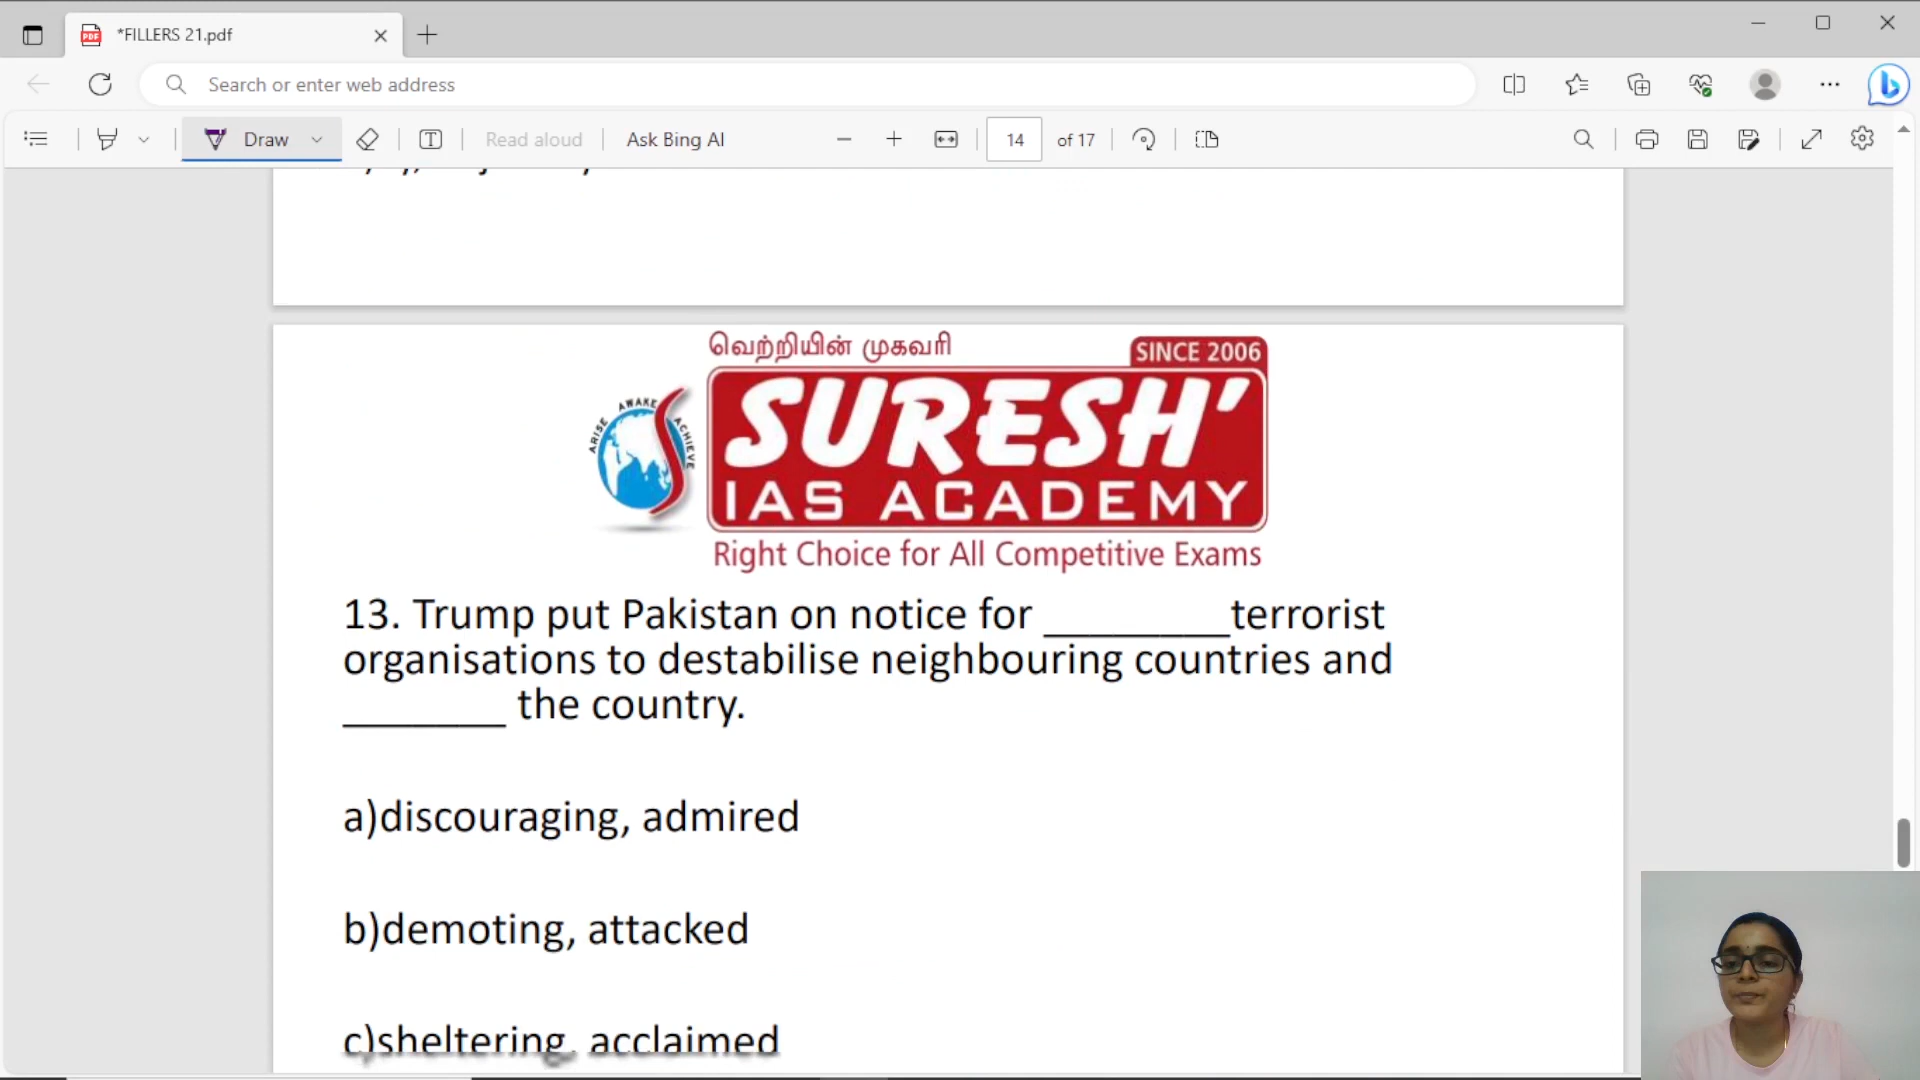 *FILLERS 21.pdf
Search or enter web address
Draw
Read aloud
Ask Bing AI
14
of 17
வெற்றியின் முகவரி
SINCE 2006
ARISE AWAKE ACHIEVE
SURESH'
IAS ACADEMY
Right Choice for All Competitive Exams
13. Trump put Pakistan on notice for ________terrorist
organisations to destabilise neighbouring countries and
_______ the country.
a)discouraging, admired
b)demoting, attacked
c)sheltering, acclaimed